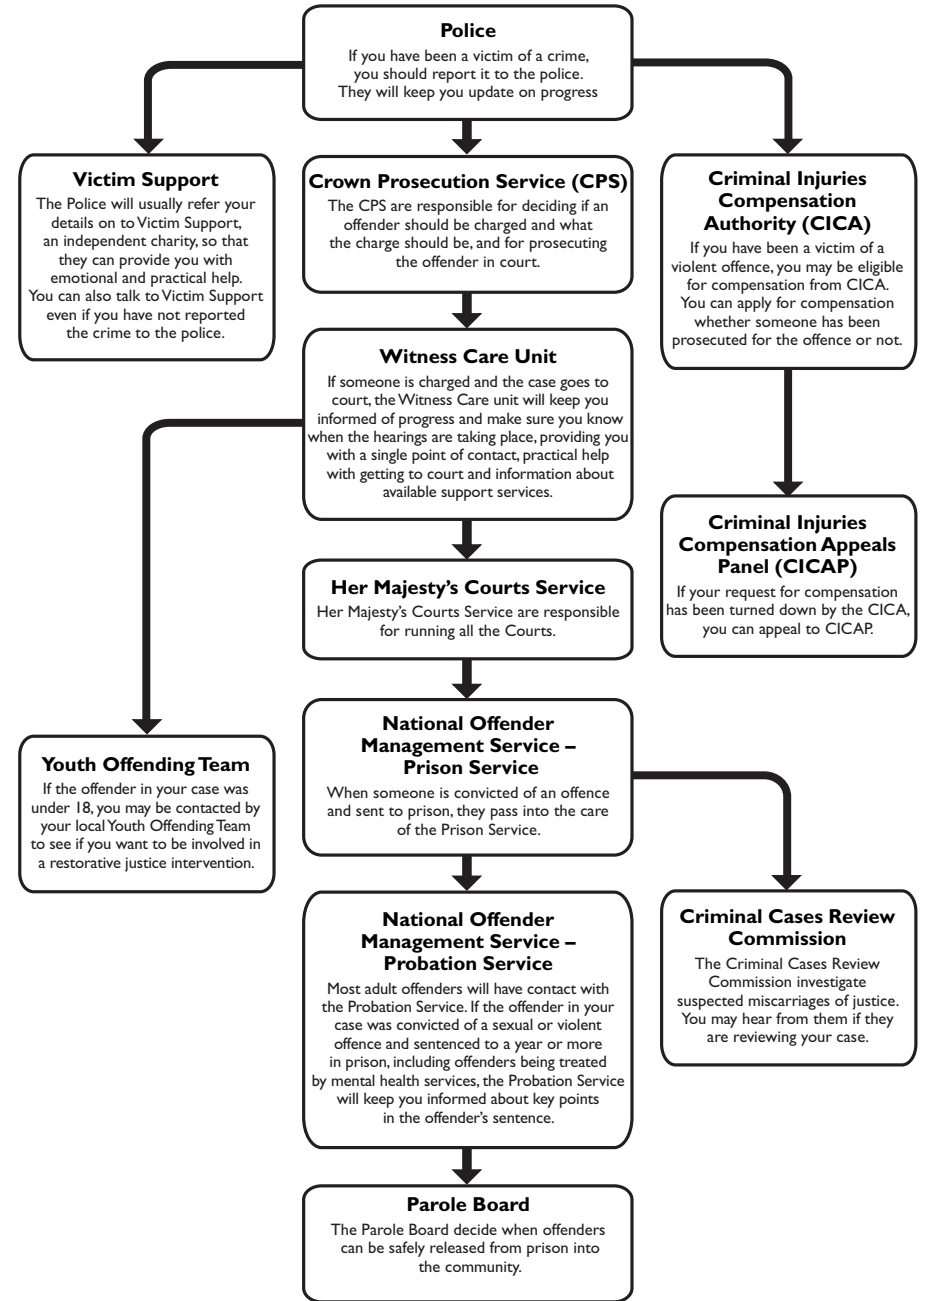 Police
If you have been a victim of a crime,
you should report it to the police.
They will keep you update on progress
Victim Support
The Police will usually refer your
details on to Victim Support,
an independent charity, so that
they can provide you with
emotional and practical help.
You can also talk to Victim Support
even if you have not reported
the crime to the police.
Crown Prosecution Service (CPS)
The CPS are responsible for deciding if an
offender should be charged and what
the charge should be, and for prosecuting
the offender in court.
Criminal Injuries
Compensation
Authority (CICA)
If you have been a victim of a
violent offence, you may be eligible
for compensation from CICA.
You can apply for compensation
whether someone has been
prosecuted for the offence or not.
Witness Care Unit
If someone is charged and the case goes to
court, the Witness Care unit will keep you
informed of progress and make sure you know
when the hearings are taking place, providing you
with a single point of contact, practical help
with getting to court and information about
available support services.
Criminal Injuries
Compensation Appeals
Panel (CICAP)
If your request for compensation
has been turned down by the CICA,
you can appeal to CICAP.
Her Majesty's Courts Service
Her Majesty's Courts Service are responsible
for running all the Courts.
National Offender
Management Service –
Prison Service
When someone is convicted of an offence
and sent to prison, they pass into the care
of the Prison Service.
Youth Offending Team
If the offender in your case was
under 18, you may be contacted by
your local Youth Offending Team
to see if you want to be involved in
a restorative justice intervention.
National Offender
Management Service –
Probation Service
Most adult offenders will have contact with
the Probation Service. If the offender in your
case was convicted of a sexual or violent
offence and sentenced to a year or more
in prison, including offenders being treated
by mental health services, the Probation Service
will keep you informed about key points
in the offender's sentence.
Criminal Cases Review
Commission
The Criminal Cases Review
Commission investigate
suspected miscarriages of justice.
You may hear from them if they
are reviewing your case.
Parole Board
The Parole Board decide when offenders
can be safely released from prison into
the community.